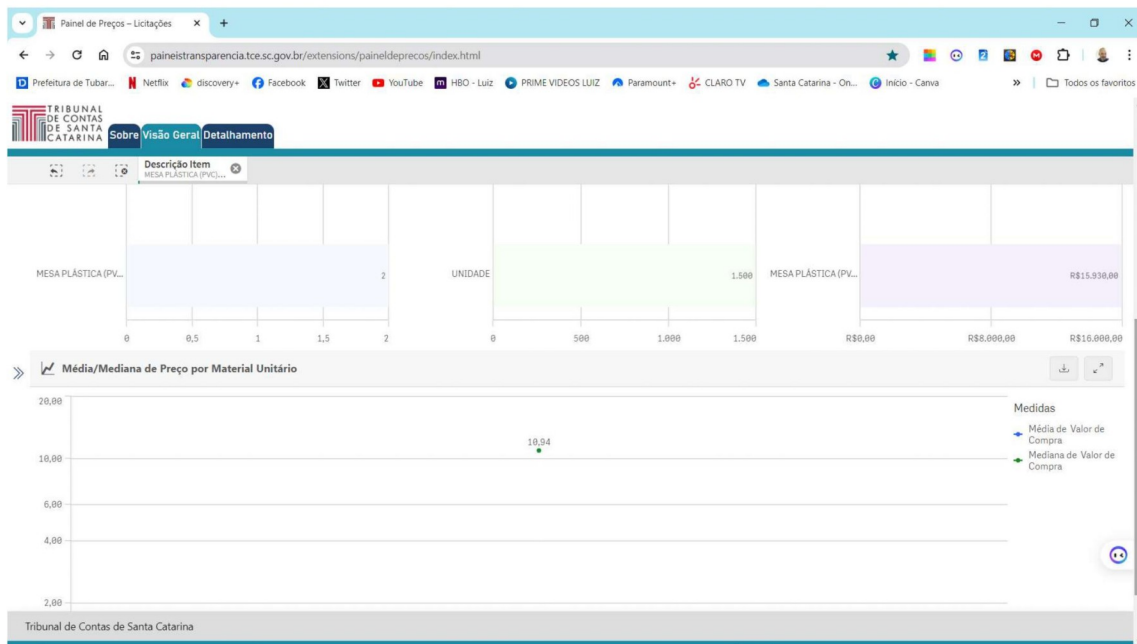 Painel de Preços – Licitações
paineistransparencia.tce.sc.gov.br/extensions/paineldeprecos/index.html
Prefeitura de Tubar... Netflix discovery+ Facebook Twitter YouTube HBO - Luiz PRIME VIDEOS LUIZ Paramount+ CLARO TV Santa Catarina - On... Início - Canva » Todos os favoritos
TRIBUNAL
DE CONTAS
DE SANTA
CATARINA
Sobre Visão Geral Detalhamento
Descrição Item
MESA PLÁSTICA (PVC)...
MESA PLÁSTICA (PV... 2 UNIDADE 1.500 MESA PLÁSTICA (PV... R$15.930,00
0 0,5 1 1,5 2 0 500 1.000 1.500 R$0,00 R$8.000,00 R$16.000,00
Média/Mediana de Preço por Material Unitário
20,00
Medidas
Média de Valor de
Compra
Mediana de Valor de
Compra
10,94
10,00
6,00
4,00
2,00
Tribunal de Contas de Santa Catarina